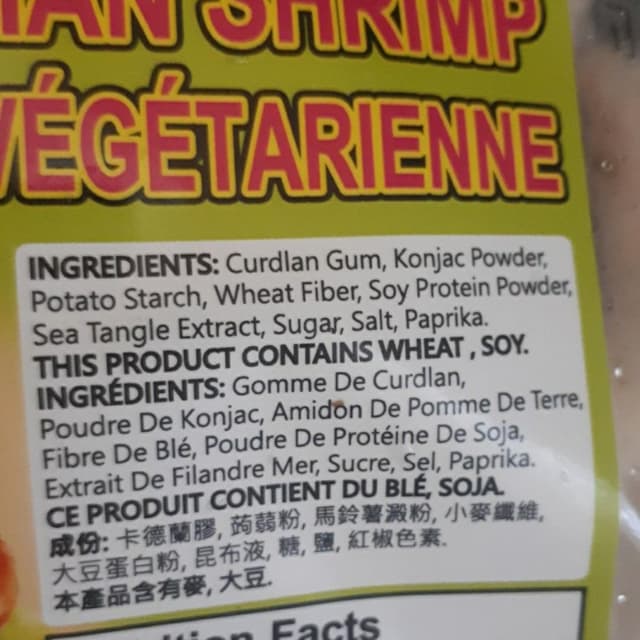 SHRIMP
VÉGÉTARIENNE
INGREDIENTS: Curdlan Gum, Konjac Powder,
Potato Starch, Wheat Fiber, Soy Protein Powder,
Sea Tangle Extract, Sugar, Salt, Paprika.
THIS PRODUCT CONTAINS WHEAT , SOY.
INGRÉDIENTS: Gomme De Curdlan,
Poudre De Konjac, Amidon De Pomme De Terre,
Fibre De Blé, Poudre De Protéine De Soja,
Extrait De Filandre Mer, Sucre, Sel, Paprika.
CE PRODUIT CONTIENT DU BLÉ, SOJA.
成份: 卡德蘭膠, 蒟蒻粉, 馬鈴薯澱粉, 小麥纖維,
大豆蛋白粉, 昆布液, 糖, 鹽, 紅椒色素.
本產品含有麥, 大豆.
Facts